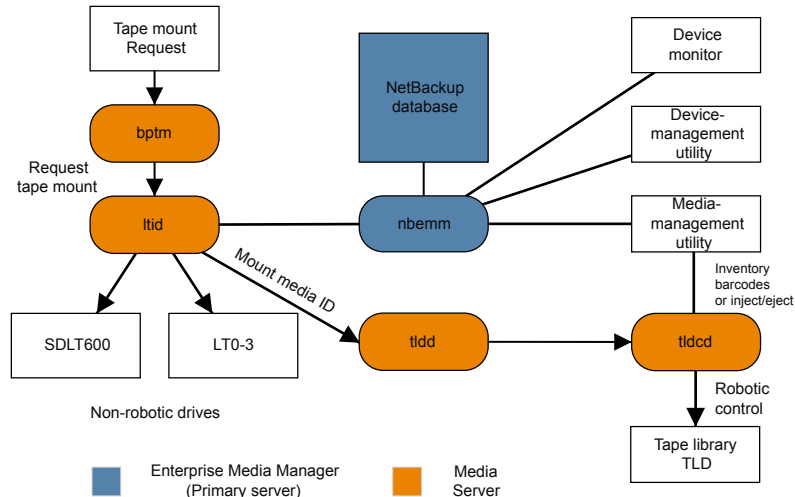 Tape mount
Request
Device
monitor
NetBackup
database
bptm
Device-
management
utility
Request
tape mount
ltid
nbemm
Media-
management
utility
Mount media ID
Inventory
barcodes
or inject/eject
SDLT600
LT0-3
tldd
tldcd
Non-robotic drives
Robotic
control
Tape library
TLD
Enterprise Media Manager
(Primary server)
Media
Server